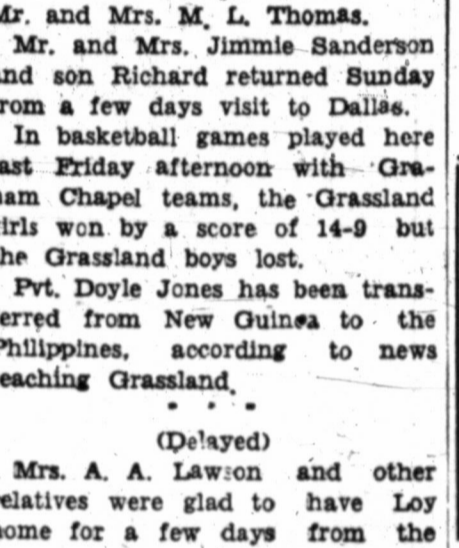 Mr. and Mrs. M. L. Thomas.
Mr. and Mrs. Jimmie Sanderson
and son Richard returned Sunday
from a few days visit to Dallas.
In basketball games played here
last Friday afternoon with Gra-
ham Chapel teams, the Grassland
girls won by a score of 14-9 but
the Grassland boys lost.
Pvt. Doyle Jones has been trans-
ferred from New Guinea to the
Philippines, according to news
reaching Grassland.
- - -
(Delayed)
Mrs. A. A. Lawson and other
relatives were glad to have Loy
home for a few days from the